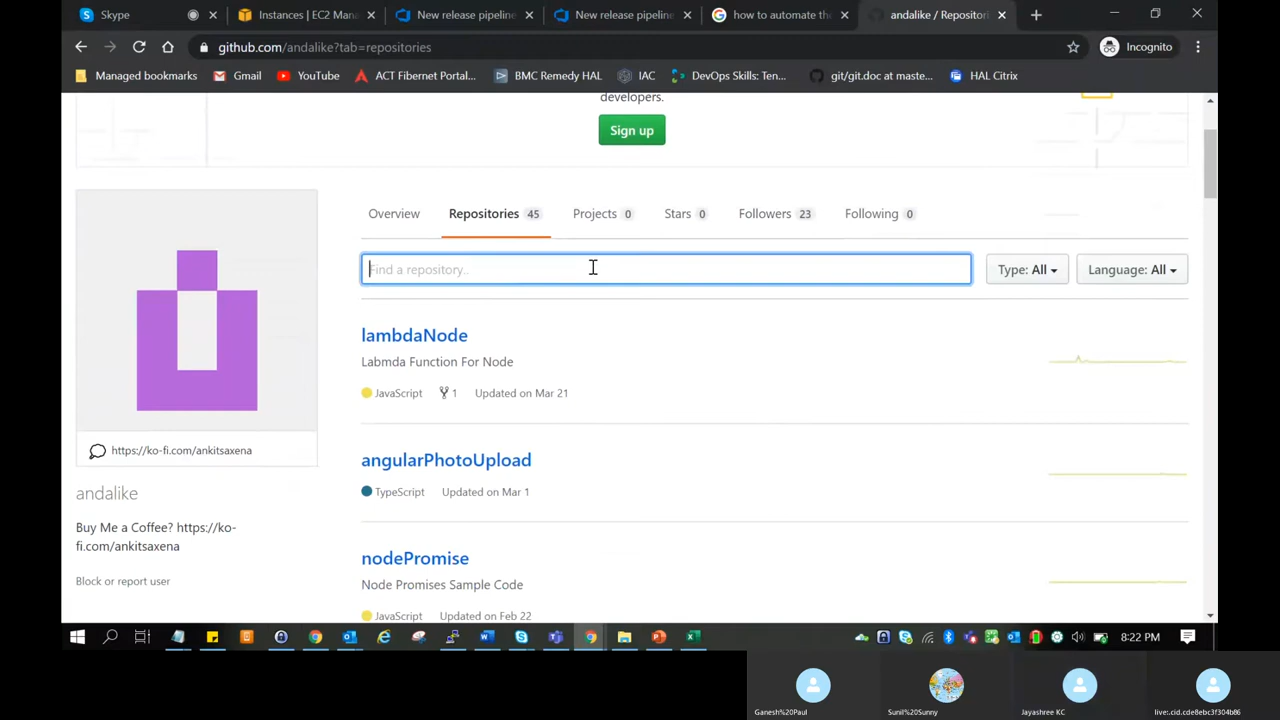 Skype
Instances | EC2 Mana
New release pipeline
New release pipeline
how to automate th
andalike / Repositori
github.com/andalike?tab=repositories
Incognito
Managed bookmarks
Gmail
YouTube
ACT Fibernet Portal...
BMC Remedy HAL
IAC
DevOps Skills: Ten...
git/git.doc at maste...
HAL Citrix
developers.
Sign up
Overview
Repositories 45
Projects 0
Stars 0
Followers 23
Following 0
Find a repository..
Type: All
Language: All
lambdaNode
Labmda Function For Node
JavaScript 1 Updated on Mar 21
https://ko-fi.com/ankitsaxena
angularPhotoUpload
TypeScript Updated on Mar 1
andalike
Buy Me a Coffee? https://ko-
fi.com/ankitsaxena
Block or report user
nodePromise
Node Promises Sample Code
JavaScript Updated on Feb 22
8:22 PM
Ganesh%20Paul
Sunil%20Sunny
Jayashree KC
live:.cid.cde8ebc3f304b86